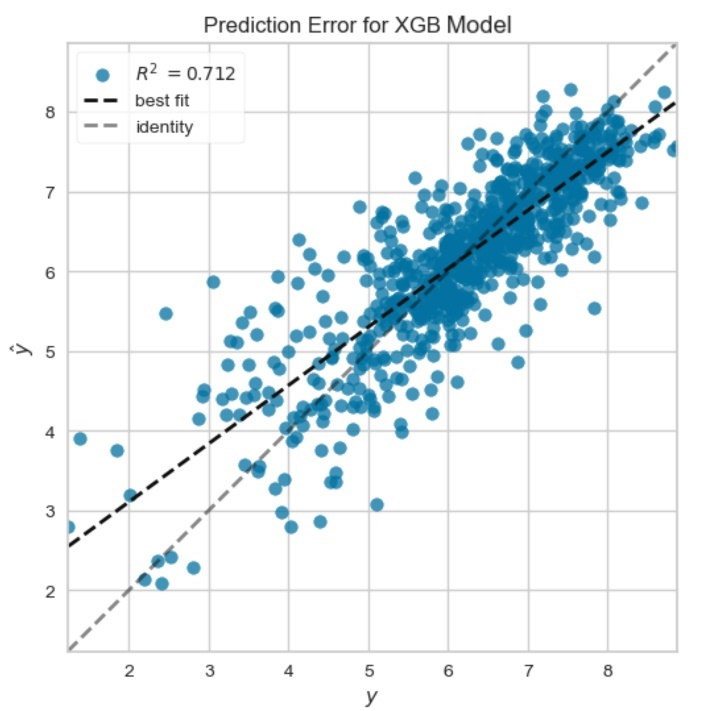 Prediction Error for XGB Model
R² = 0.712
best fit
identity
8
7
6
5
4
3
2
ŷ
2 3 4 5 6 7 8
y